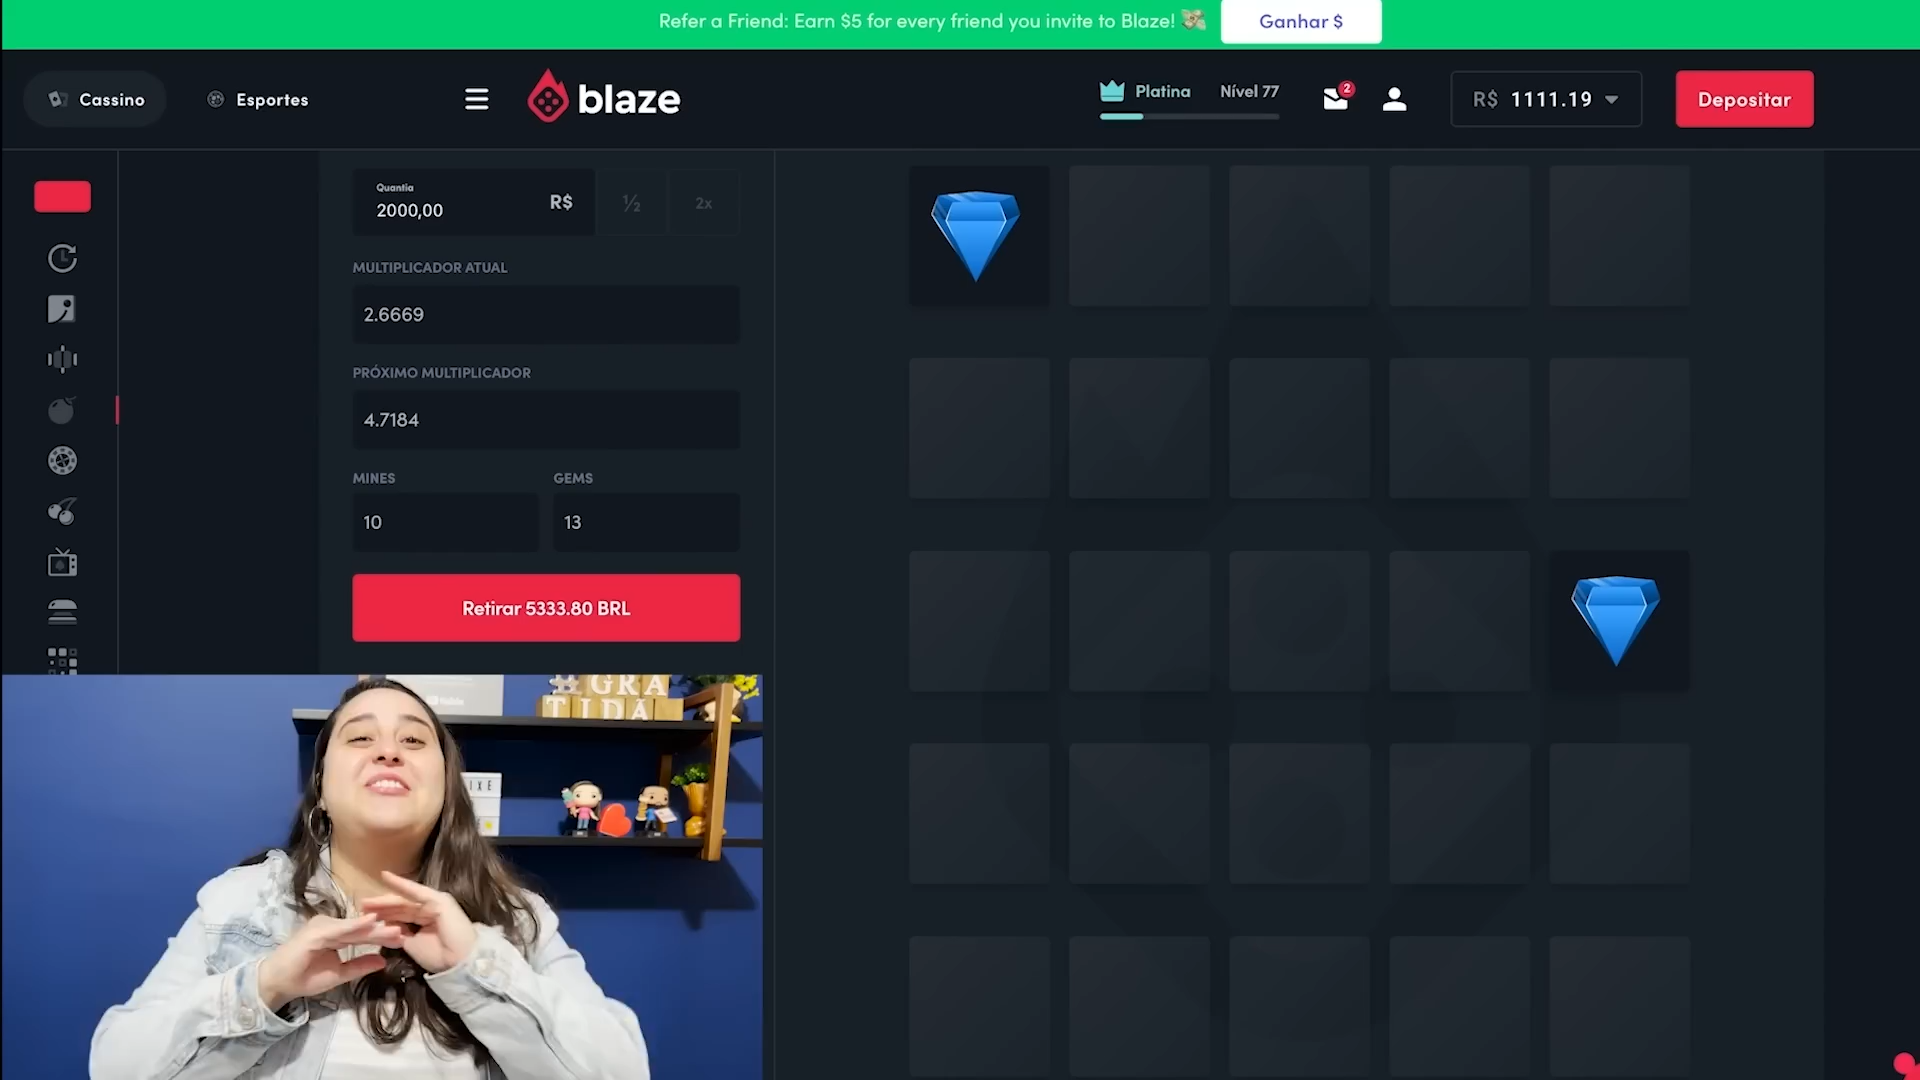 Refer a Friend: Earn $5 for every friend you invite to Blaze! 💸 Ganhar $
Cassino Esportes blaze Platina Nível 77 2 R$ 1111.19 Depositar
Quantia
2000,00 R$ ½ 2x
MULTIPLICADOR ATUAL
2.6669
PRÓXIMO MULTIPLICADOR
4.7184
MINES GEMS
10 13
Retirar 5333.80 BRL
#GRA
TIDÃ